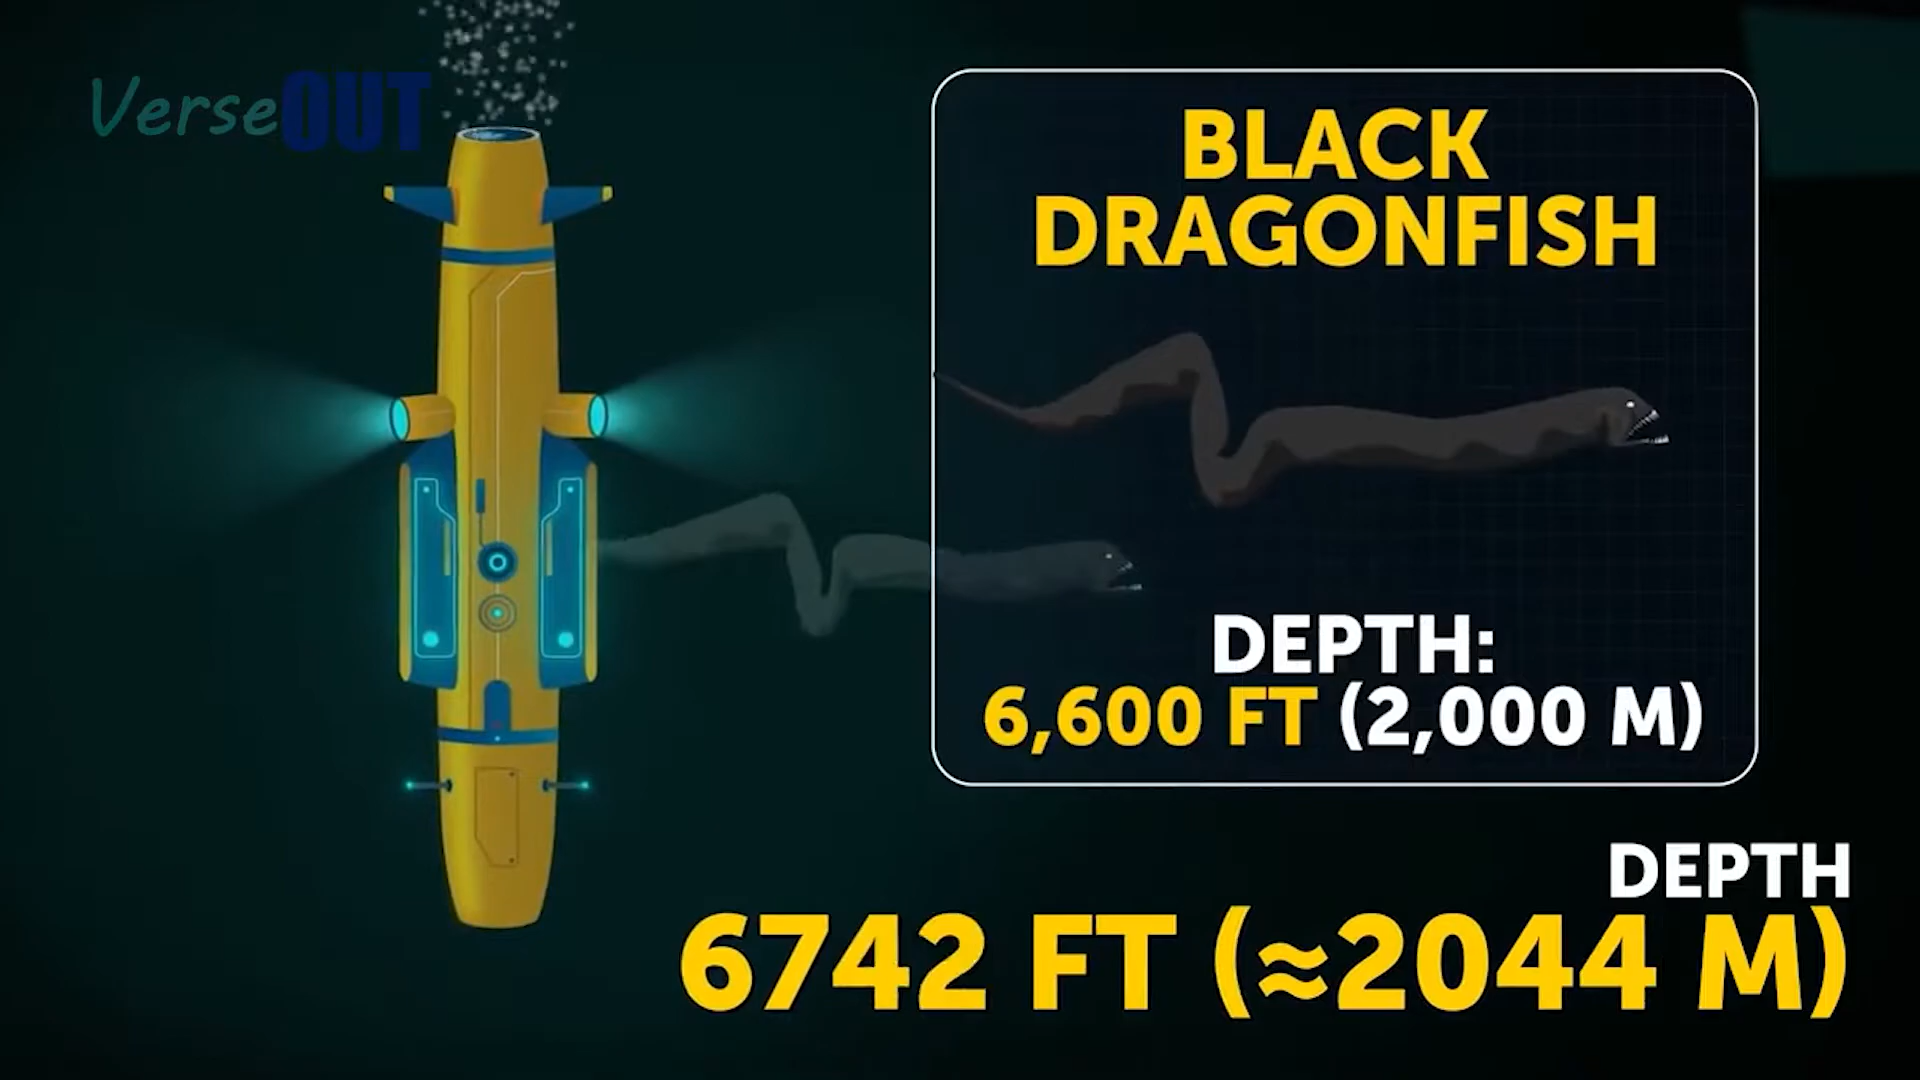 VerseOUT
BLACK
DRAGONFISH
DEPTH:
6,600 FT (2,000 M)
DEPTH
6742 FT (≈2044 M)